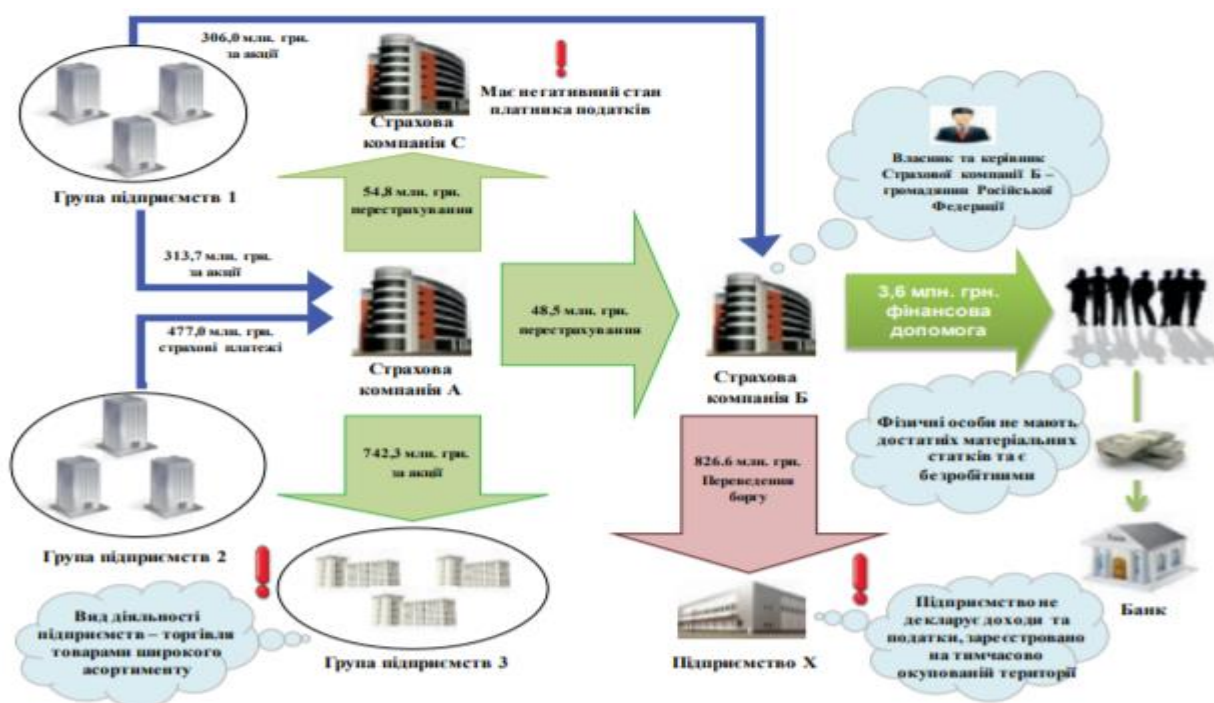 306,0 млн. грн.
за акції
Страхова
компанія С
Має негативний стан
платника податків
Власник та керівник
Страхової компанії Б –
громадянин Російської
Федерації
Група підприємств 1
54,8 млн. грн.
перестрахування
313,7 млн. грн.
за акції
477,0 млн. грн.
страхові платежі
Страхова
компанія А
48,5 млн. грн.
перестрахування
Страхова
компанія Б
3,6 млн. грн.
фінансова
допомога
Фізичні особи не мають
достатніх матеріальних
статків та є
безробітними
742,3 млн. грн.
за акції
826.6 млн. грн.
Переведення
боргу
Група підприємств 2
Вид діяльності
підприємств – торгівля
товарами широкого
асортименту
Група підприємств 3
Підприємство Х
Підприємство не
декларує доходи та
податки, зареєстровано
на тимчасово
окупованій території
Банк